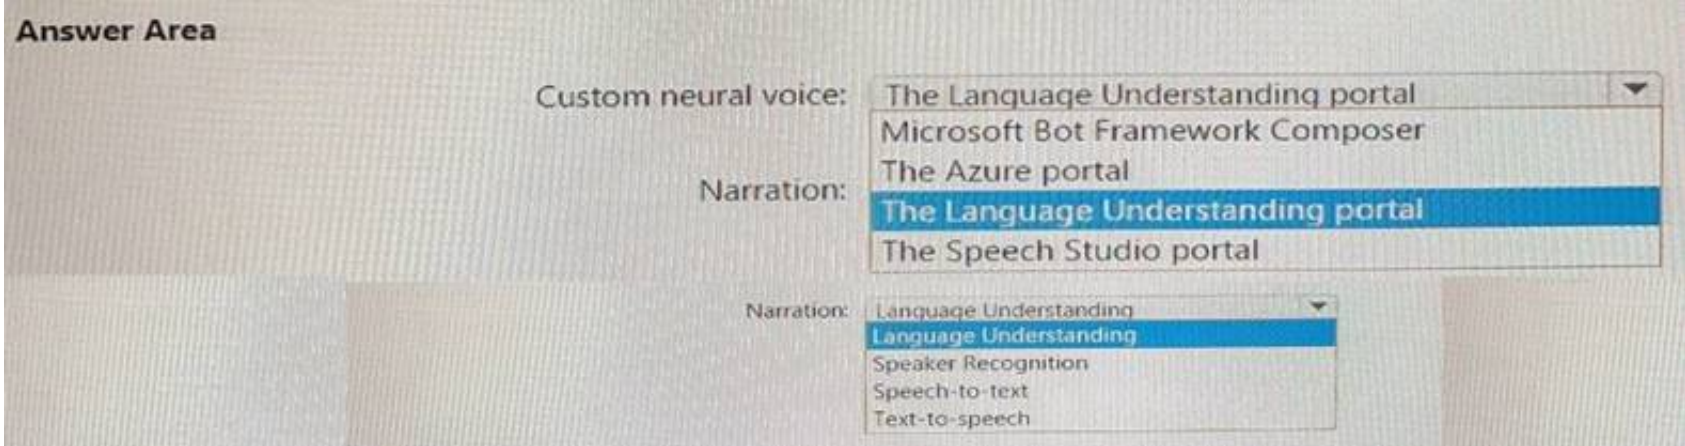 Answer Area
Custom neural voice: The Language Understanding portal
Microsoft Bot Framework Composer
The Azure portal
Narration:
The Language Understanding portal
The Speech Studio portal
Narration: Language Understanding
Language Understanding
Speaker Recognition
Speech-to-text
Text-to-speech